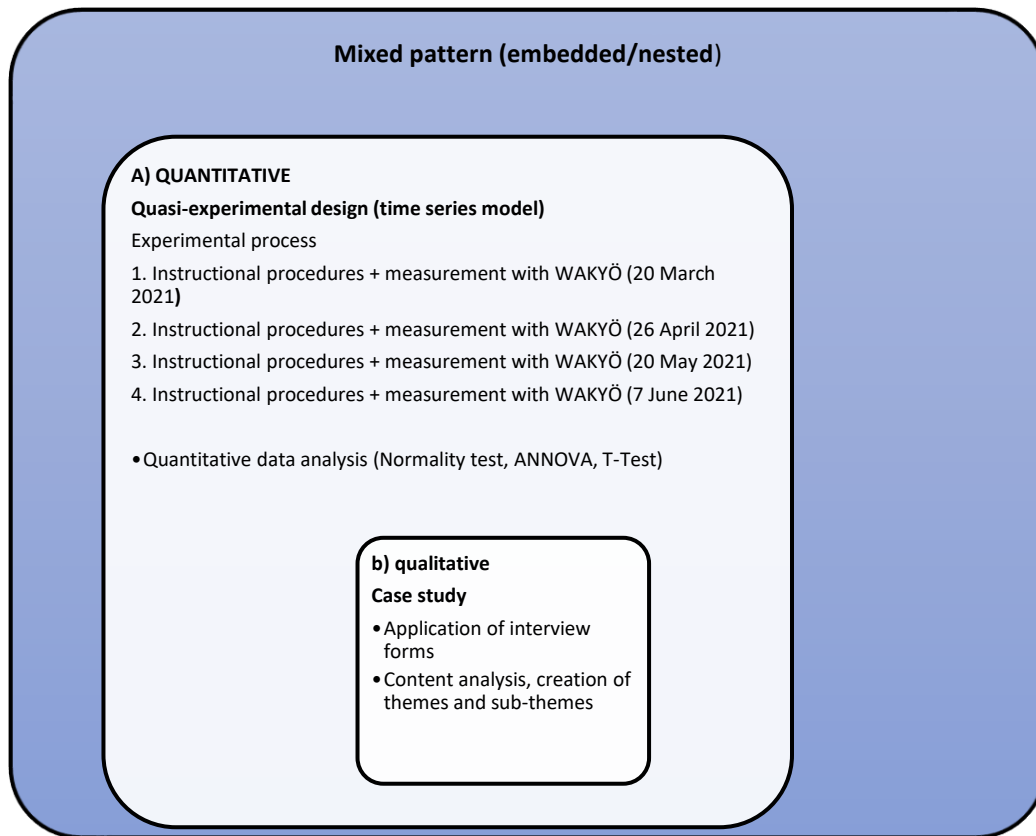 Mixed pattern (embedded/nested)
A) QUANTITATIVE
Quasi-experimental design (time series model)
Experimental process
1. Instructional procedures + measurement with WAKYÖ (20 March
2021)
2. Instructional procedures + measurement with WAKYÖ (26 April 2021)
3. Instructional procedures + measurement with WAKYÖ (20 May 2021)
4. Instructional procedures + measurement with WAKYÖ (7 June 2021)
•Quantitative data analysis (Normality test, ANNOVA, T-Test)
b) qualitative
Case study
•Application of interview
forms
•Content analysis, creation of
themes and sub-themes